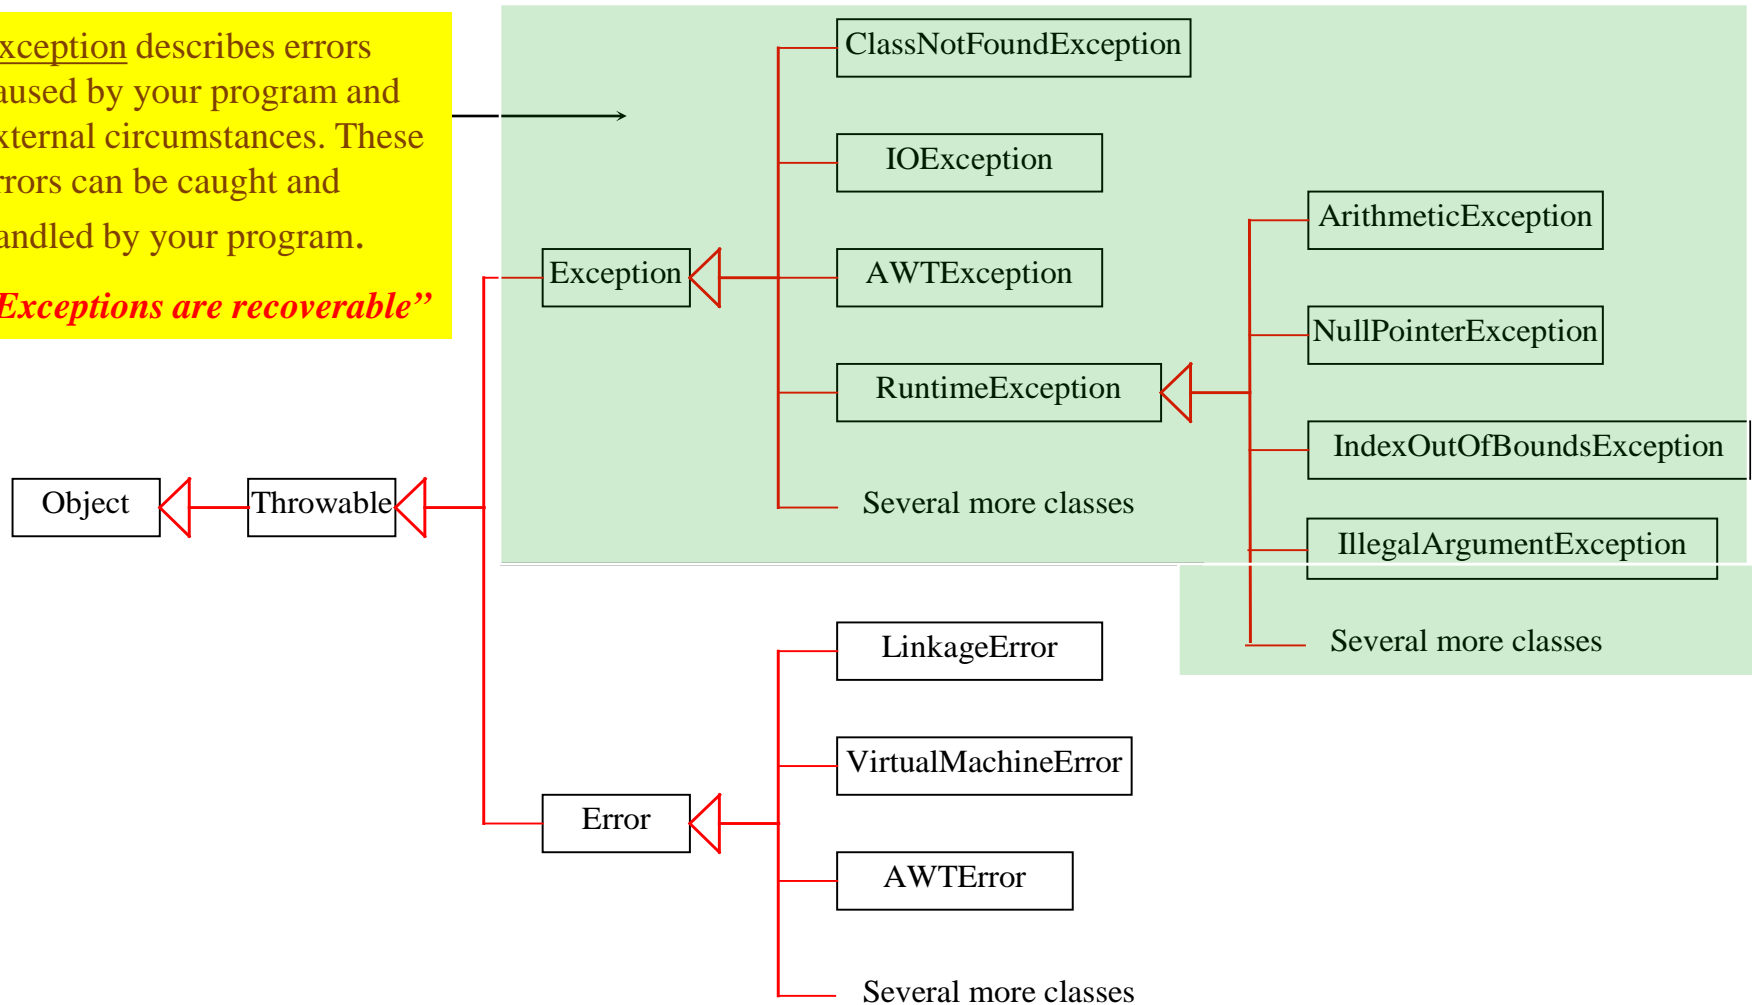 xception describes errors
aused by your program and
xternal circumstances. These
rrors can be caught and
andled by your program.
Exceptions are recoverable”
ClassNotFoundException
IOException
AWTException
RuntimeException
Several more classes
Exception
ArithmeticException
NullPointerException
IndexOutOfBoundsException
IllegalArgumentException
Several more classes
Object
Throwable
Error
LinkageError
VirtualMachineError
AWTError
Several more classes